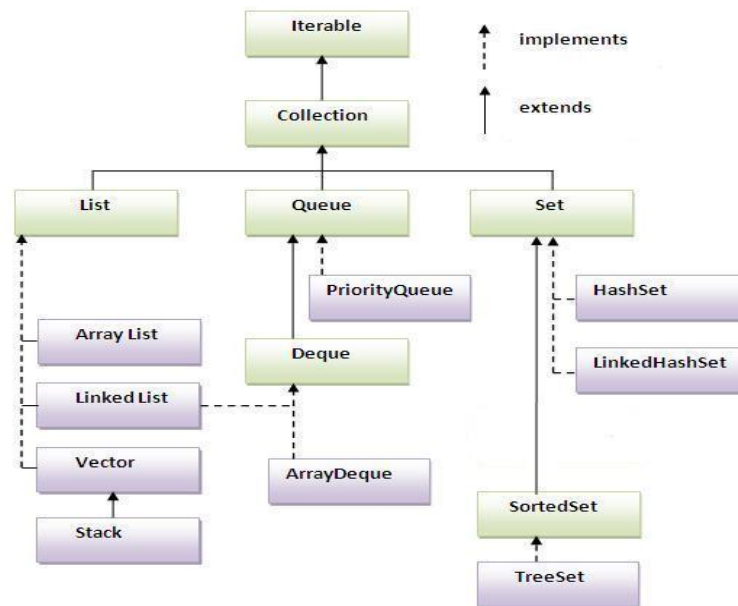 Iterable
implements
Collection
extends
List
Queue
Set
PriorityQueue
HashSet
Array List
Deque
LinkedHashSet
Linked List
Vector
ArrayDeque
SortedSet
Stack
TreeSet